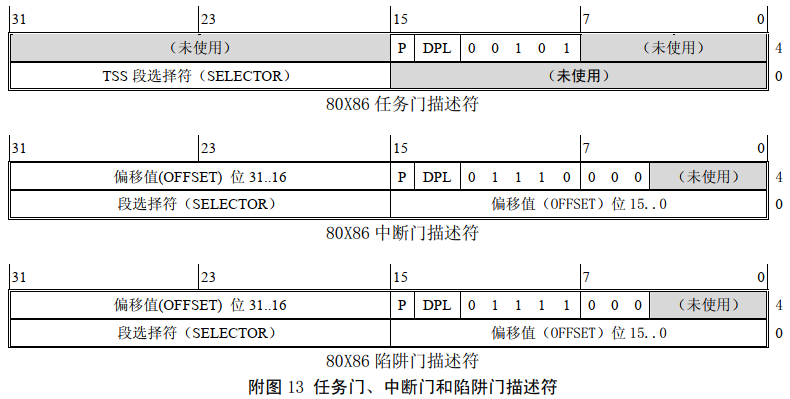 31 23 15 7 0
（未使用） P DPL 0 0 1 0 1 （未使用） 4
TSS 段选择符（SELECTOR） （未使用） 0
80X86 任务门描述符
31 23 15 7 0
偏移值(OFFSET) 位 31..16 P DPL 0 1 1 1 0 0 0 0 （未使用） 4
段选择符（SELECTOR） 偏移值（OFFSET）位 15..0 0
80X86 中断门描述符
31 23 15 7 0
偏移值(OFFSET) 位 31..16 P DPL 0 1 1 1 1 0 0 0 （未使用） 4
段选择符（SELECTOR） 偏移值（OFFSET）位 15..0 0
80X86 陷阱门描述符
附图 13 任务门、中断门和陷阱门描述符